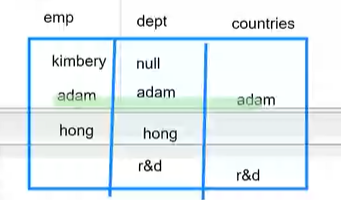 emp dept countries
kimbery null
adam adam adam
hong hong
r&d r&d